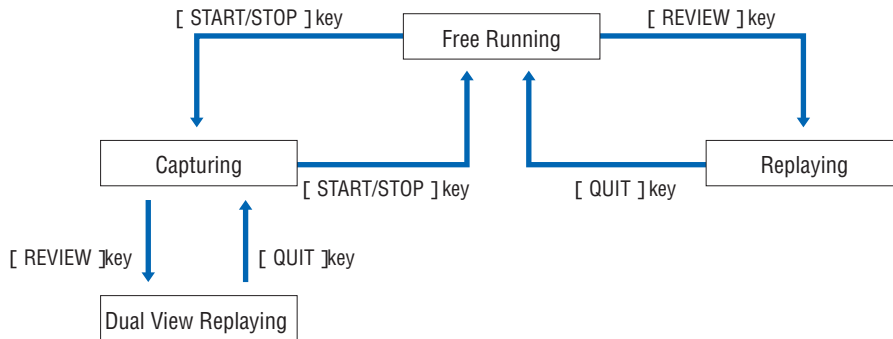 [ START/STOP ] key
Free Running
[ REVIEW ] key
Capturing
Replaying
[ START/STOP ] key
[ QUIT ] key
[ REVIEW ]key
[ QUIT ]key
Dual View Replaying